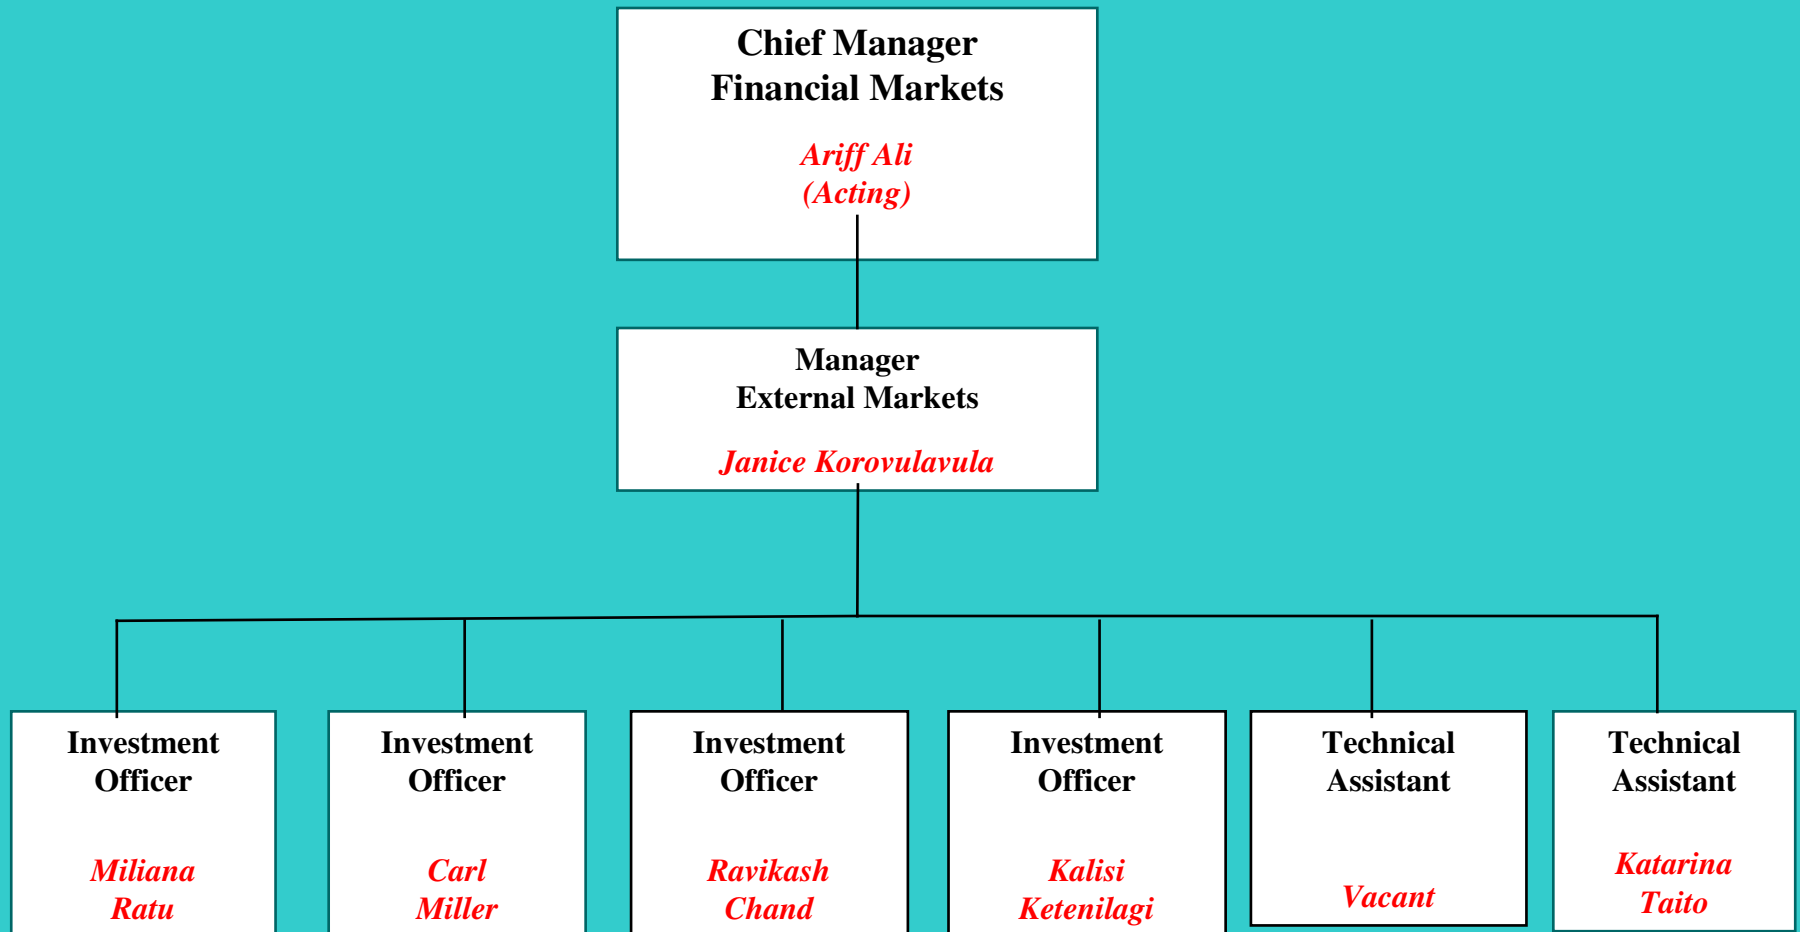 Chief Manager
Financial Markets
Ariff Ali
(Acting)
Manager
External Markets
Janice Korovulavula
Investment
Officer
Miliana
Ratu
Investment
Officer
Carl
Miller
Investment
Officer
Ravikash
Chand
Investment
Officer
Kalisi
Ketenilagi
Technical
Assistant
Vacant
Technical
Assistant
Katarina
Taito